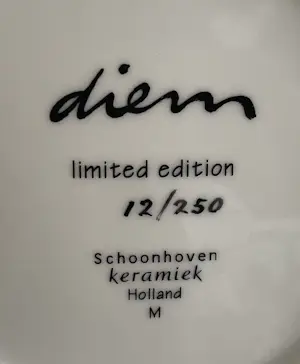 diem
limited edition
12/250
Schoonhoven
keramiek
Holland
M